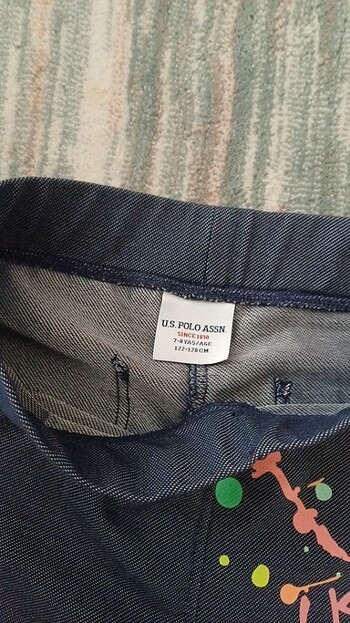 U.S. POLO ASSN.
SINCE 1890
7-8 YAŞ/AGE
122-128 CM